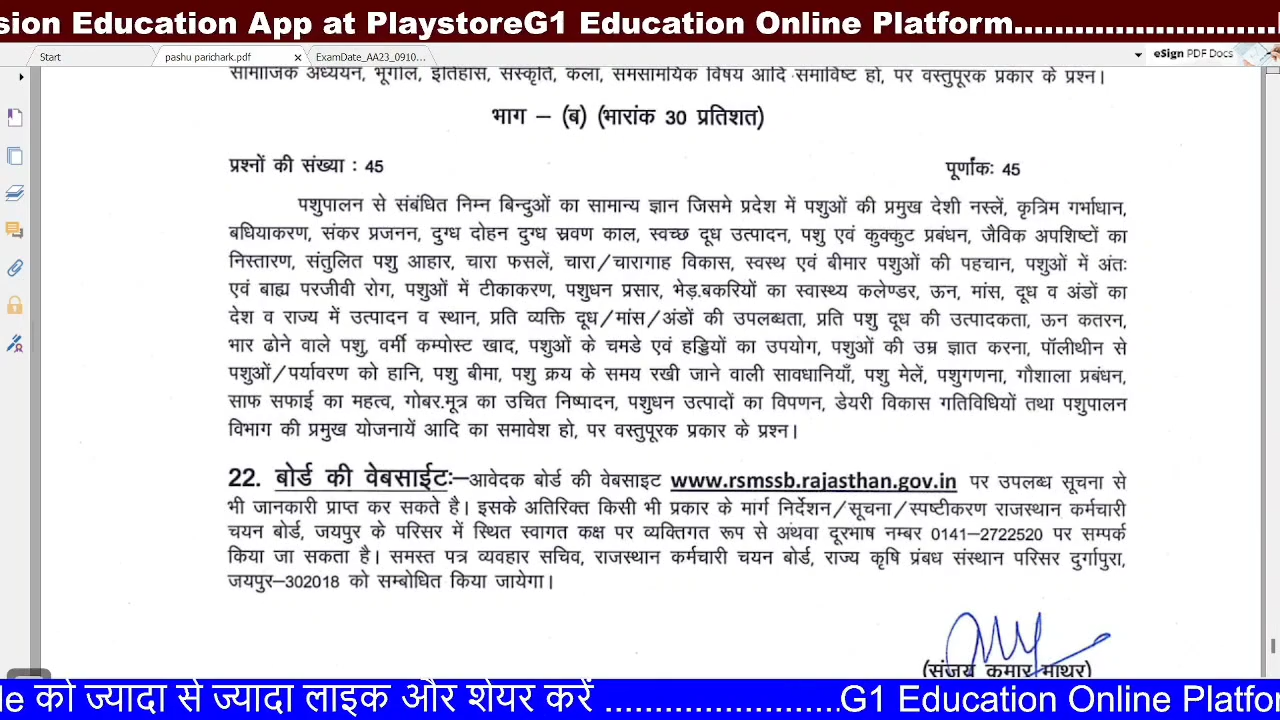 sion Education App at PlaystoreG1 Education Online Platform
Start pashu parichark.pdf ExamDate_AA23_0910... eSign PDF Docs
सामाजिक अध्ययन, भूगोल, इतिहास, संस्कृति, कला, समसामयिक विषय आदि समाविष्ट हो, पर वस्तुपूरक प्रकार के प्रश्न।
भाग – (ब) (भारांक 30 प्रतिशत)
प्रश्नों की संख्या : 45 पूर्णांकः 45
पशुपालन से संबंधित निम्न बिन्दुओं का सामान्य ज्ञान जिसमे प्रदेश में पशुओं की प्रमुख देशी नस्लें, कृत्रिम गर्भाधान,
बधियाकरण, संकर प्रजनन, दुग्ध दोहन दुग्ध स्रवण काल, स्वच्छ दूध उत्पादन, पशु एवं कुक्कुट प्रबंधन, जैविक अपशिष्टों का
निस्तारण, संतुलित पशु आहार, चारा फसलें, चारा/चारागाह विकास, स्वस्थ एवं बीमार पशुओं की पहचान, पशुओं में अंतः
एवं बाह्य परजीवी रोग, पशुओं में टीकाकरण, पशुधन प्रसार, भेड़.बकरियों का स्वास्थ्य कलेण्डर, ऊन, मांस, दूध व अंडों का
देश व राज्य में उत्पादन व स्थान, प्रति व्यक्ति दूध/मांस/अंडों की उपलब्धता, प्रति पशु दूध की उत्पादकता, ऊन कतरन,
भार ढोने वाले पशु, वर्मी कम्पोस्ट खाद, पशुओं के चमडे एवं हड्डियों का उपयोग, पशुओं की उम्र ज्ञात करना, पॉलीथीन से
पशुओं/पर्यावरण को हानि, पशु बीमा, पशु क्रय के समय रखी जाने वाली सावधानियाँ, पशु मेलें, पशुगणना, गौशाला प्रबंधन,
साफ सफाई का महत्व, गोबर.मूत्र का उचित निष्पादन, पशुधन उत्पादों का विपणन, डेयरी विकास गतिविधियों तथा पशुपालन
विभाग की प्रमुख योजनायें आदि का समावेश हो, पर वस्तुपूरक प्रकार के प्रश्न।
22. बोर्ड की वेबसाईटः–आवेदक बोर्ड की वेबसाइट www.rsmssb.rajasthan.gov.in पर उपलब्ध सूचना से
भी जानकारी प्राप्त कर सकते है। इसके अतिरिक्त किसी भी प्रकार के मार्ग निर्देशन/सूचना/स्पष्टीकरण राजस्थान कर्मचारी
चयन बोर्ड, जयपुर के परिसर में स्थित स्वागत कक्ष पर व्यक्तिगत रूप से अथवा दूरभाष नम्बर 0141–2722520 पर सम्पर्क
किया जा सकता है। समस्त पत्र व्यवहार सचिव, राजस्थान कर्मचारी चयन बोर्ड, राज्य कृषि प्रंबध संस्थान परिसर दुर्गापुरा,
जयपुर–302018 को सम्बोधित किया जायेगा।
(संजय कुमार माथर)
le को ज्यादा से ज्यादा लाइक और शेयर करें ........................G1 Education Online Platfo